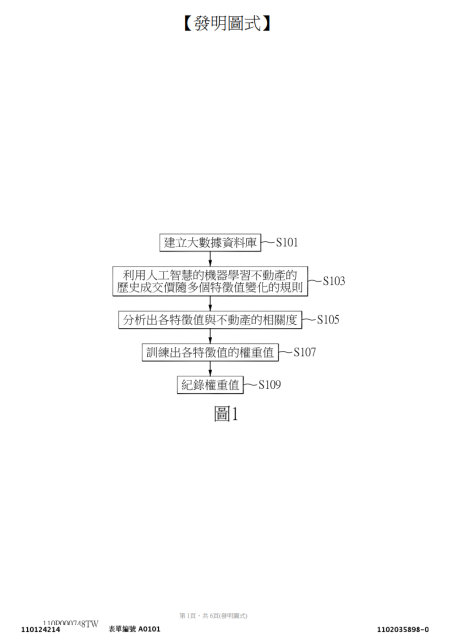 【發明圖式】
建立大數據資料庫 S101
利用人工智慧的機器學習不動產的
歷史成交價隨多個特徵值變化的規則 S103
分析出各特徵值與不動產的相關度 S105
訓練出各特徵值的權重值 S107
紀錄權重值 S109
圖1
第 1頁，共 6頁(發明圖式)
110P000748TW
110124214 表單編號 A0101 1102035898-0